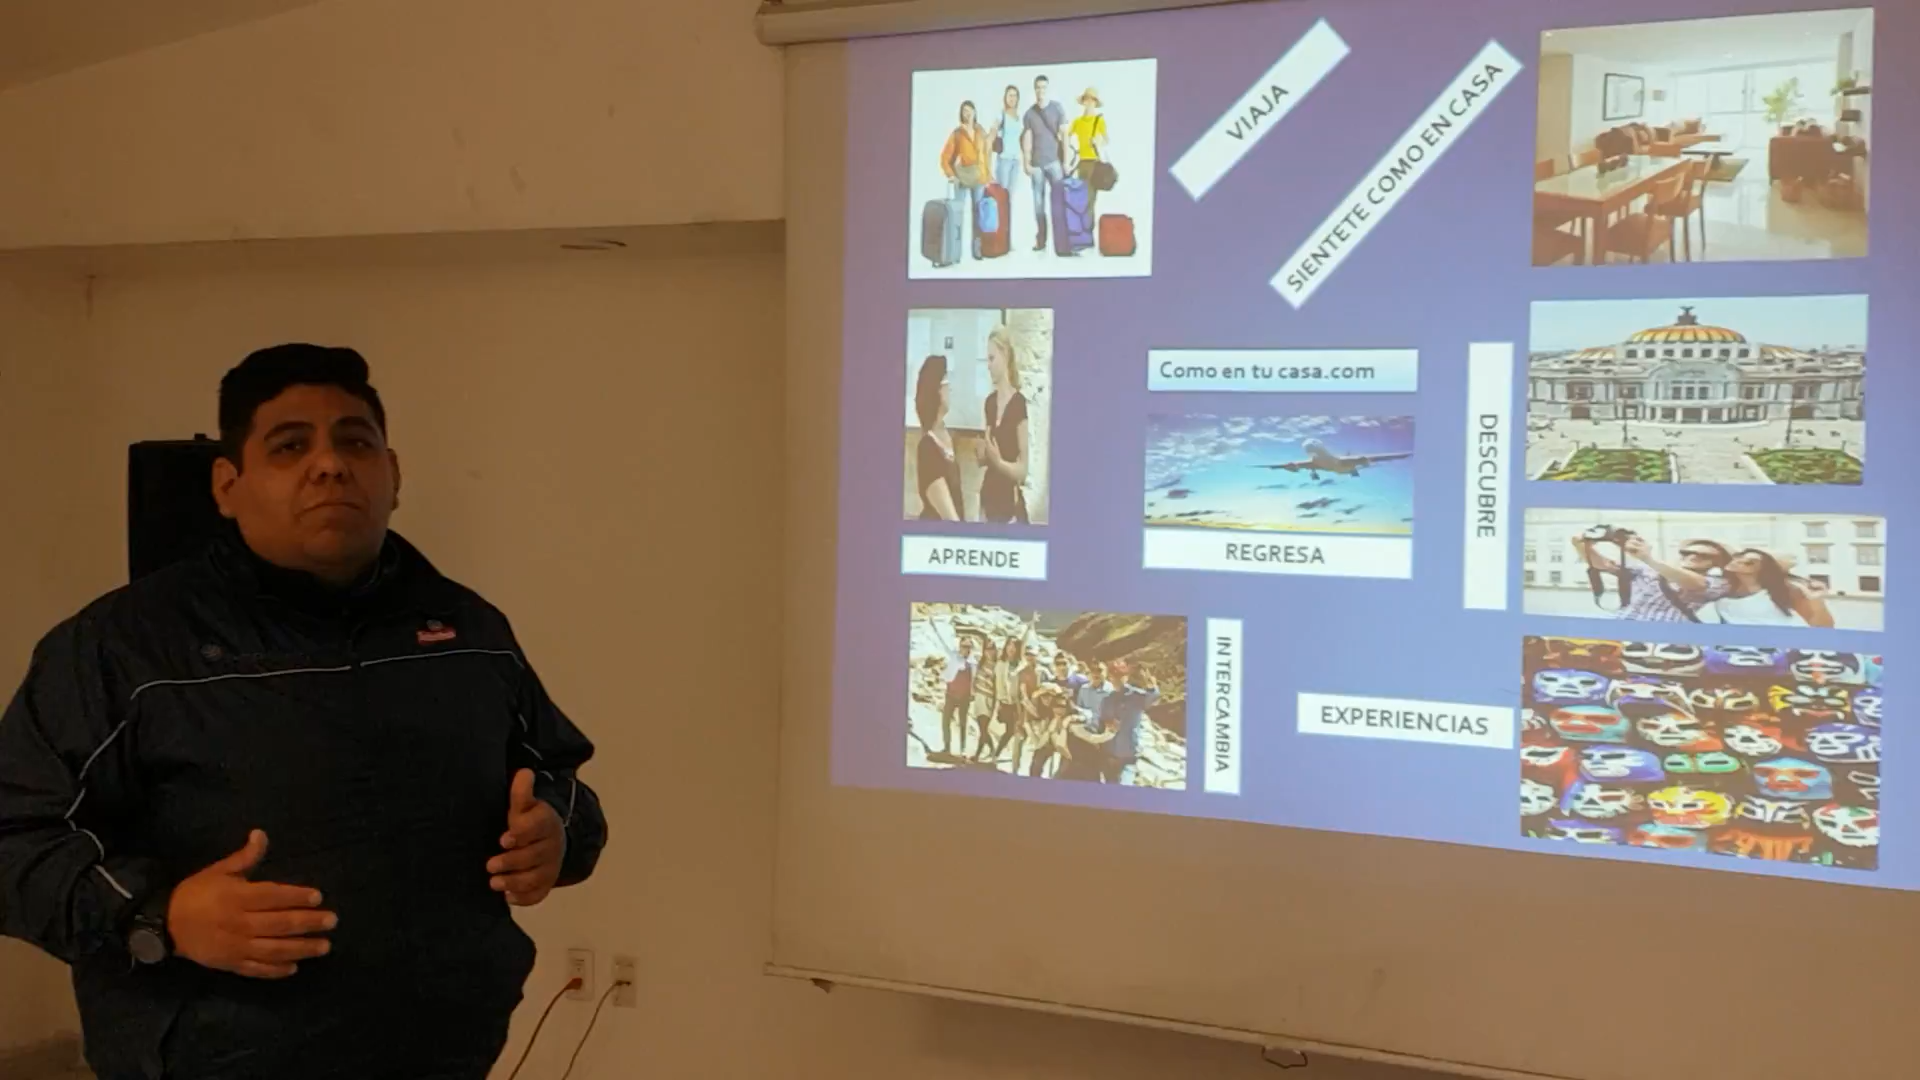 VIAJA
SIENTETE COMO EN CASA
Como en tu casa.com
DESCUBRE
APRENDE
REGRESA
INTERCAMBIA
EXPERIENCIAS